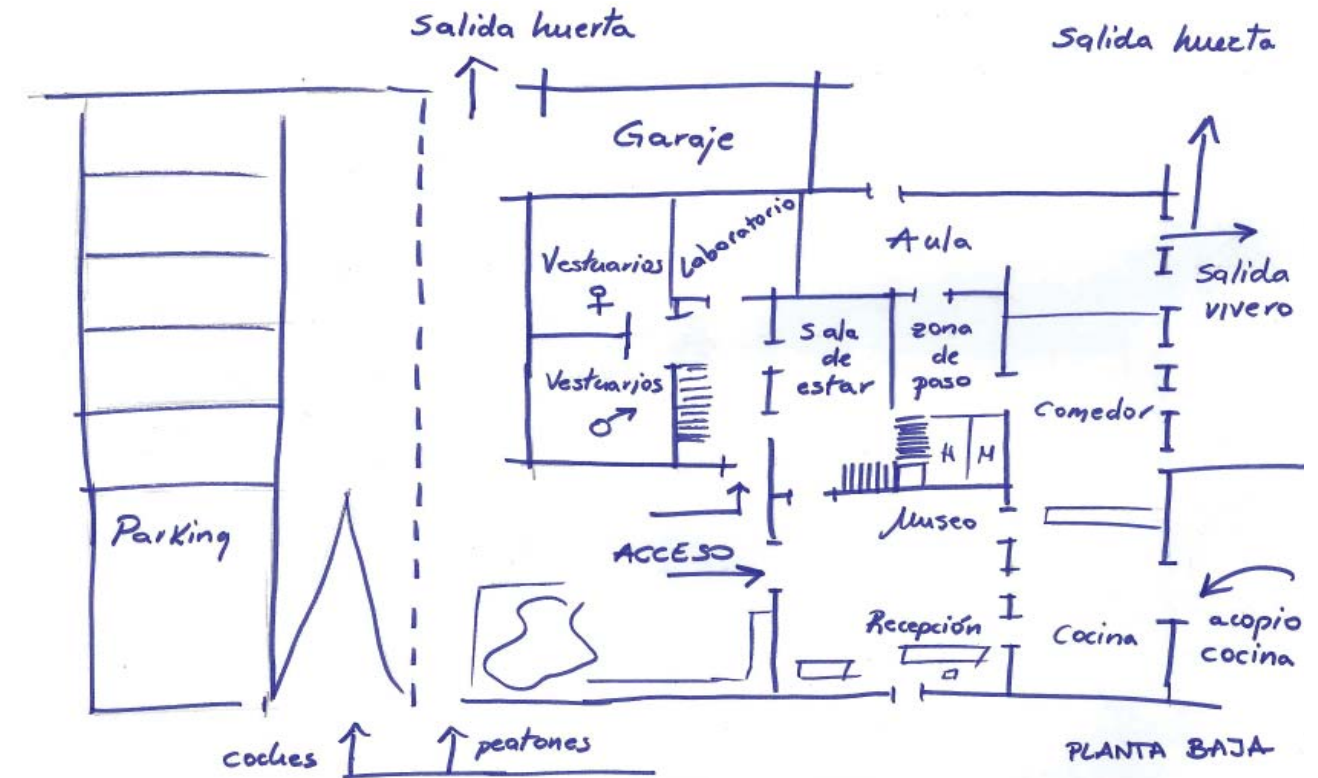 Salida huerta
Salida huerta
Garaje
Laboratorio
Aula
Vestuarios
Salida
vivero
Sala
de
estar
zona
de
paso
Vestuarios
Comedor
H M
Museo
Parking
ACCESO
Recepción
Cocina
acopio
cocina
coches
peatones
PLANTA BAJA